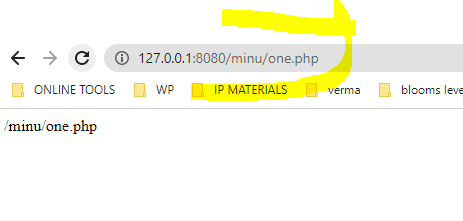 127.0.0.1:8080/minu/one.php
ONLINE TOOLS WP IP MATERIALS verma blooms leve
/minu/one.php